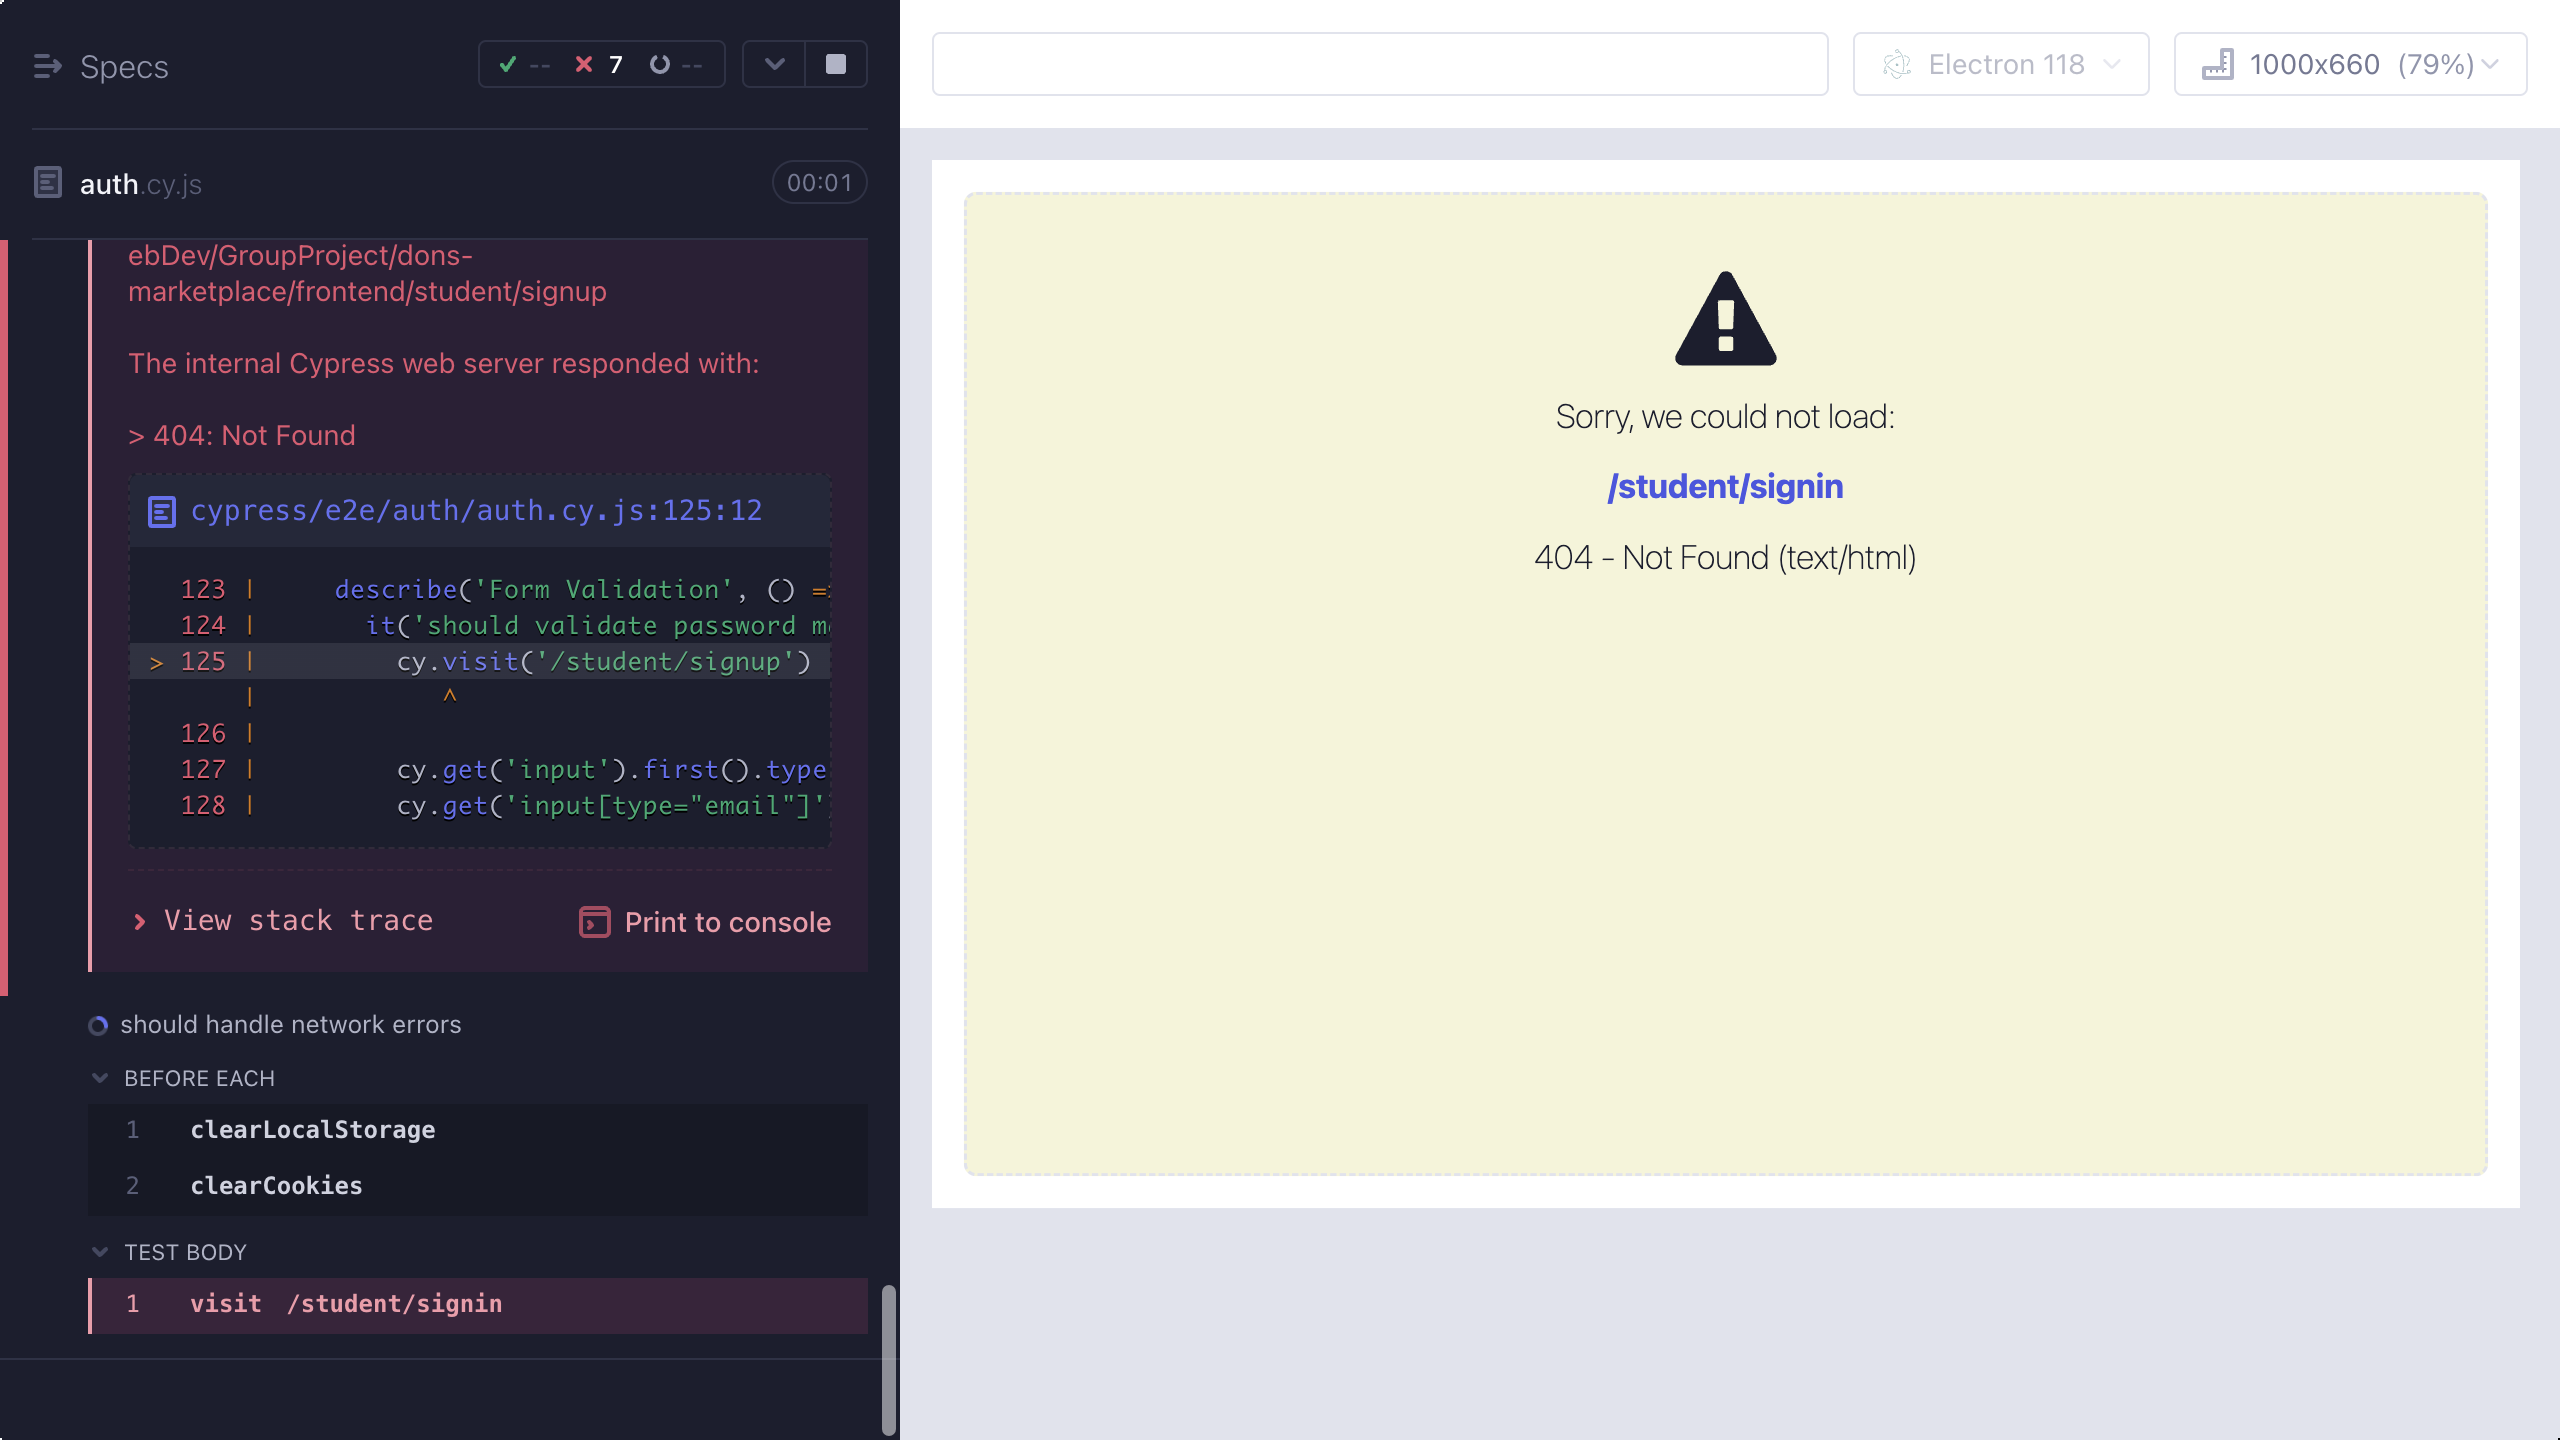 Specs
-- 7 --
auth.cy.js
00:01
ebDev/GroupProject/dons-
marketplace/frontend/student/signup
The internal Cypress web server responded with:
> 404: Not Found
cypress/e2e/auth/auth.cy.js:125:12
123 | describe('Form Validation', () =
124 | it('should validate password
> 125 | cy.visit('/student/signup')
| ^
126 |
127 | cy.get('input').first().type
128 | cy.get('input[type="email"]'
View stack trace
Print to console
should handle network errors
BEFORE EACH
1 clearLocalStorage
2 clearCookies
TEST BODY
1 visit /student/signin
Electron 118
1000x660 (79%)
Sorry, we could not load:
/student/signin
404 - Not Found (text/html)